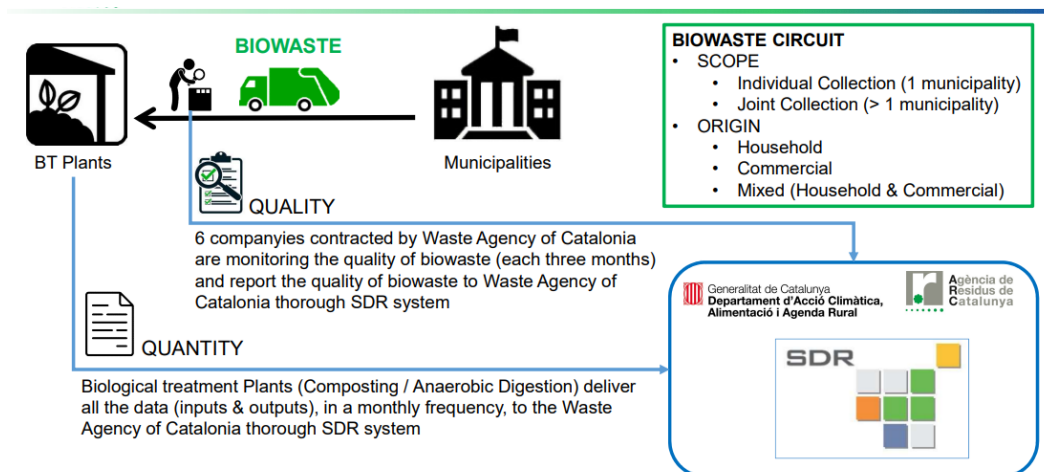 BIOWASTE
BT Plants
Municipalities
BIOWASTE CIRCUIT
• SCOPE
• Individual Collection (1 municipality)
• Joint Collection (> 1 municipality)
• ORIGIN
• Household
• Commercial
• Mixed (Household & Commercial)
QUALITY
6 companyies contracted by Waste Agency of Catalonia
are monitoring the quality of biowaste (each three months)
and report the quality of biowaste to Waste Agency of
Catalonia thorough SDR system
QUANTITY
Biological treatment Plants (Composting / Anaerobic Digestion) deliver
all the data (inputs & outputs), in a monthly frequency, to the Waste
Agency of Catalonia thorough SDR system
Generalitat de Catalunya
Departament d'Acció Climàtica,
Alimentació i Agenda Rural
Agència de
Residus de
Catalunya
SDR